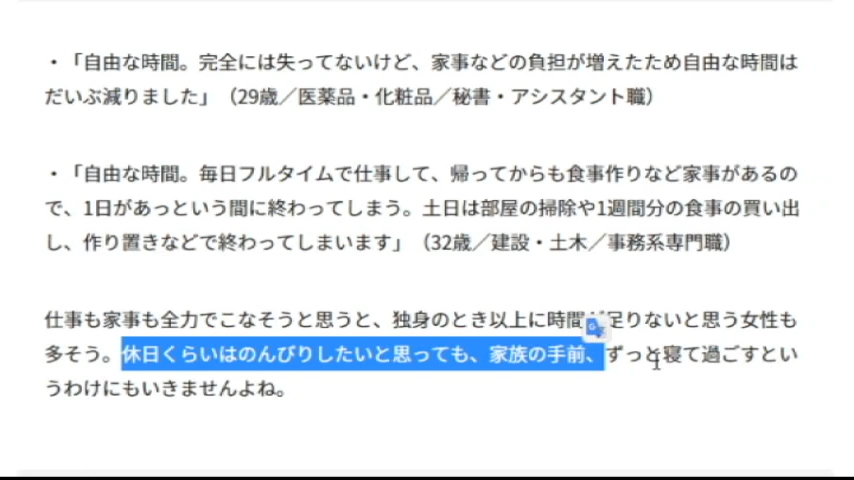 ・「自由な時間。完全には失ってないけど、家事などの負担が増えたため自由な時間は
だいぶ減りました」（29歳／医薬品・化粧品／秘書・アシスタント職）
・「自由な時間。毎日フルタイムで仕事して、帰ってからも食事作りなど家事があるの
で、1日があっという間に終わってしまう。土日は部屋の掃除や1週間分の食事の買い出
し、作り置きなどで終わってしまいます」（32歳／建設・土木／事務系専門職）
仕事も家事も全力でこなそうと思うと、独身のとき以上に時間が足りないと思う女性も
多そう。休日くらいはのんびりしたいと思っても、家族の手前、ずっと寝て過ごすとい
うわけにもいきませんよね。